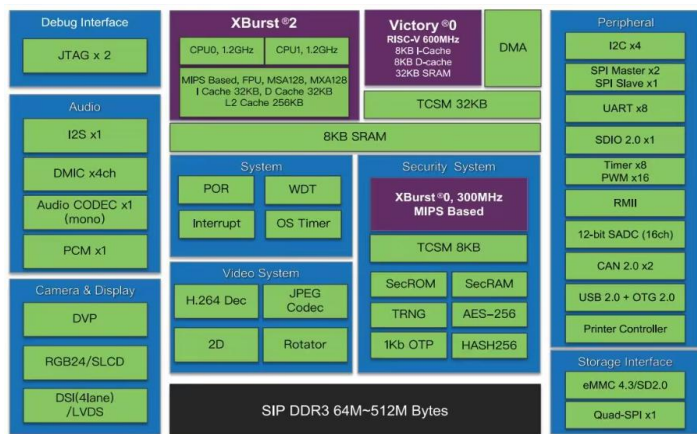 Debug Interface
JTAG x 2
Audio
I2S x1
DMIC x4ch
Audio CODEC x1
(mono)
PCM x1
Camera & Display
DVP
RGB24/SLCD
DSI(4lane)
/LVDS
XBurst®2
CPU0, 1.2GHz
CPU1, 1.2GHz
MIPS Based, FPU, MSA128, MXA128
I Cache 32KB, D Cache 32KB
L2 Cache 256KB
Victory®0
RISC-V 600MHz
8KB I-Cache
8KB D-cache
32KB SRAM
DMA
TCSM 32KB
8KB SRAM
System
POR
WDT
Interrupt
OS Timer
Video System
H.264 Dec
JPEG
Codec
2D
Rotator
Security System
XBurst®0, 300MHz
MIPS Based
TCSM 8KB
SecROM
SecRAM
TRNG
AES-256
1Kb OTP
HASH256
SIP DDR3 64M~512M Bytes
Peripheral
I2C x4
SPI Master x2
SPI Slave x1
UART x8
SDIO 2.0 x1
Timer x8
PWM x16
RMII
12-bit SADC (16ch)
CAN 2.0 x2
USB 2.0 + OTG 2.0
Printer Controller
Storage Interface
eMMC 4.3/SD2.0
Quad-SPI x1